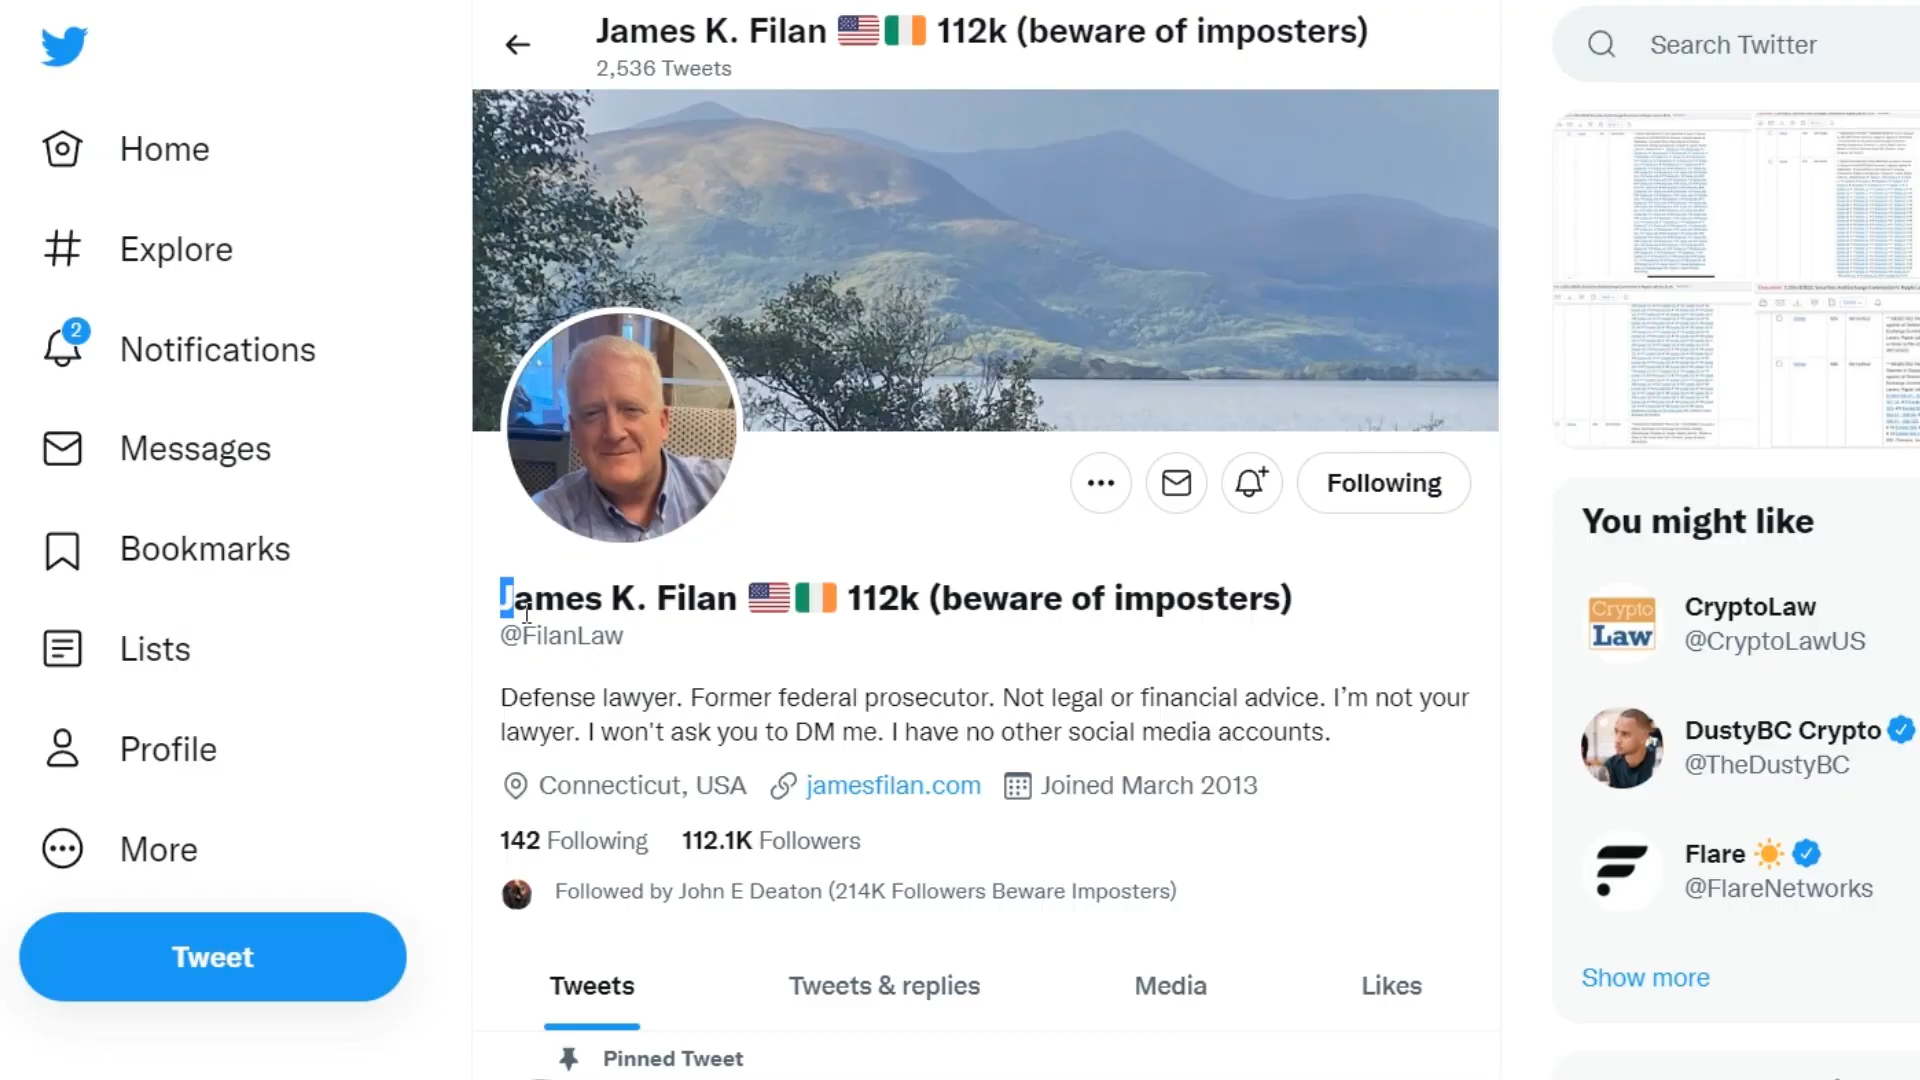 James K. Filan 🇺🇸🇮🇪 112k (beware of imposters)
2,536 Tweets
Search Twitter
Home
Explore
2
Notifications
Messages
Bookmarks
Lists
Profile
More
Tweet
Following
James K. Filan 🇺🇸🇮🇪 112k (beware of imposters)
@FilanLaw
Defense lawyer. Former federal prosecutor. Not legal or financial advice. I’m not your
lawyer. I won't ask you to DM me. I have no other social media accounts.
Connecticut, USA jamesfilan.com Joined March 2013
142 Following 112.1K Followers
Followed by John E Deaton (214K Followers Beware Imposters)
Tweets Tweets & replies Media Likes
Pinned Tweet
You might like
Crypto
Law
CryptoLaw
@CryptoLawUS
DustyBC Crypto
@TheDustyBC
Flare ☀️
@FlareNetworks
Show more